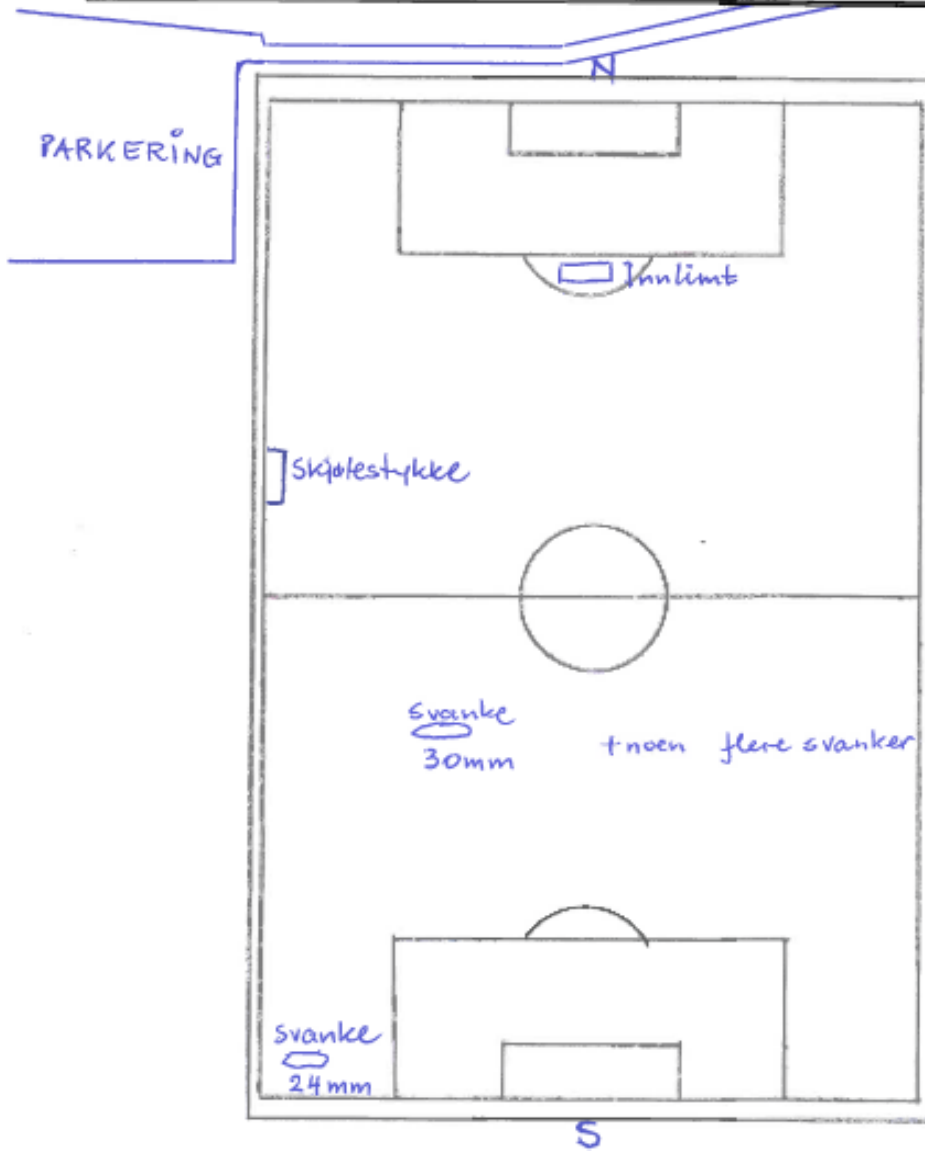 N
PARKERING
Innlimt
Skjøtestykke
svanke
30mm
+noen flere svanker
svanke
24mm
S